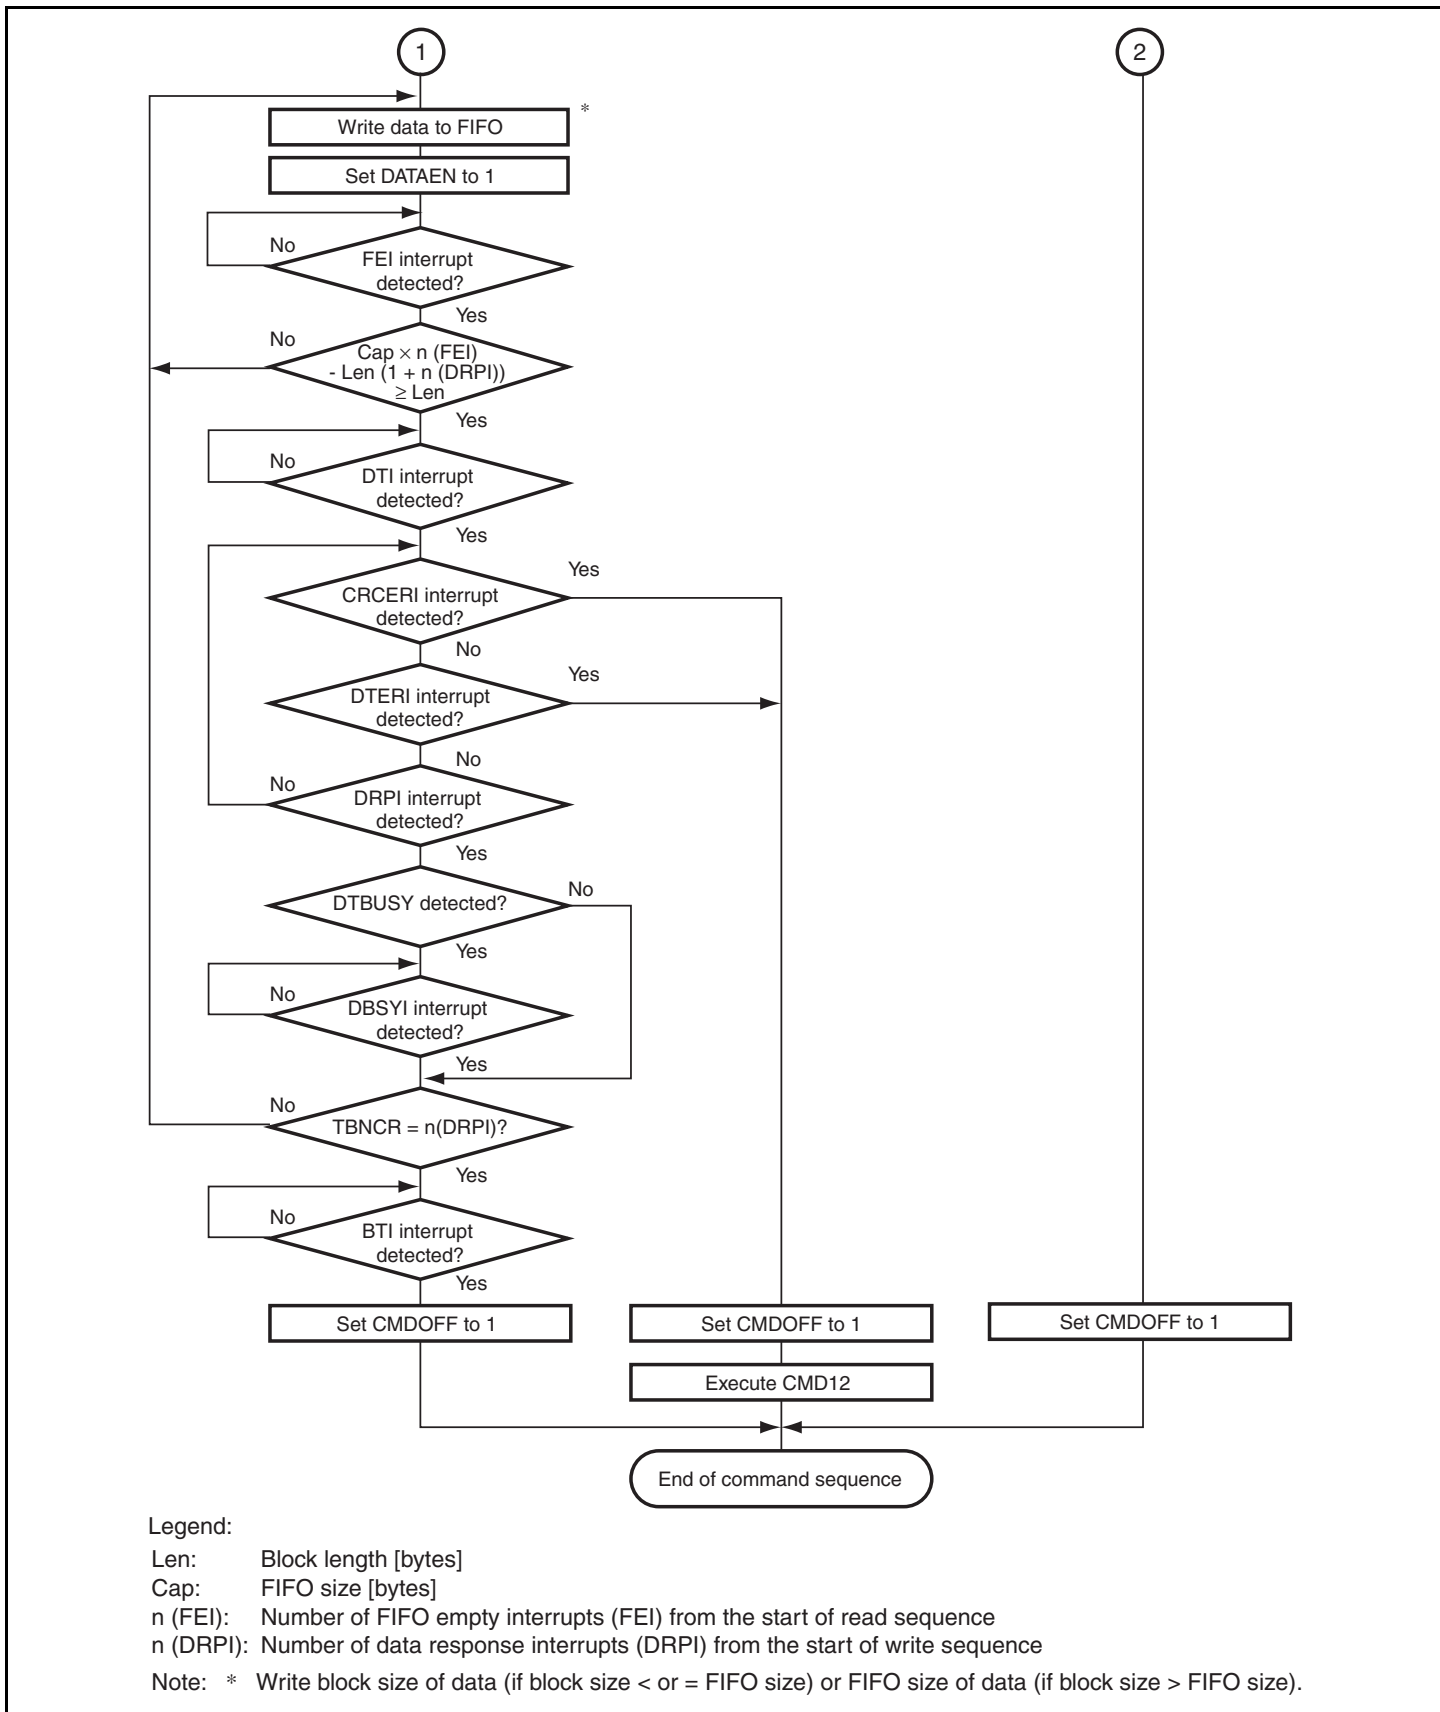 1
2
Write data to FIFO
*
Set DATAEN to 1
No
FEI interrupt
detected?
Yes
No
Cap × n (FEI)
- Len (1 + n (DRPI))
≥ Len
Yes
No
DTI interrupt
detected?
Yes
CRCERI interrupt
detected?
Yes
No
DTERI interrupt
detected?
Yes
No
No
DRPI interrupt
detected?
Yes
DTBUSY detected?
No
Yes
No
DBSYI interrupt
detected?
Yes
No
TBNCR = n(DRPI)?
Yes
No
BTI interrupt
detected?
Yes
Set CMDOFF to 1
Set CMDOFF to 1
Set CMDOFF to 1
Execute CMD12
End of command sequence
Legend:
Len: Block length [bytes]
Cap: FIFO size [bytes]
n (FEI): Number of FIFO empty interrupts (FEI) from the start of read sequence
n (DRPI): Number of data response interrupts (DRPI) from the start of write sequence
Note: * Write block size of data (if block size < or = FIFO size) or FIFO size of data (if block size > FIFO size).